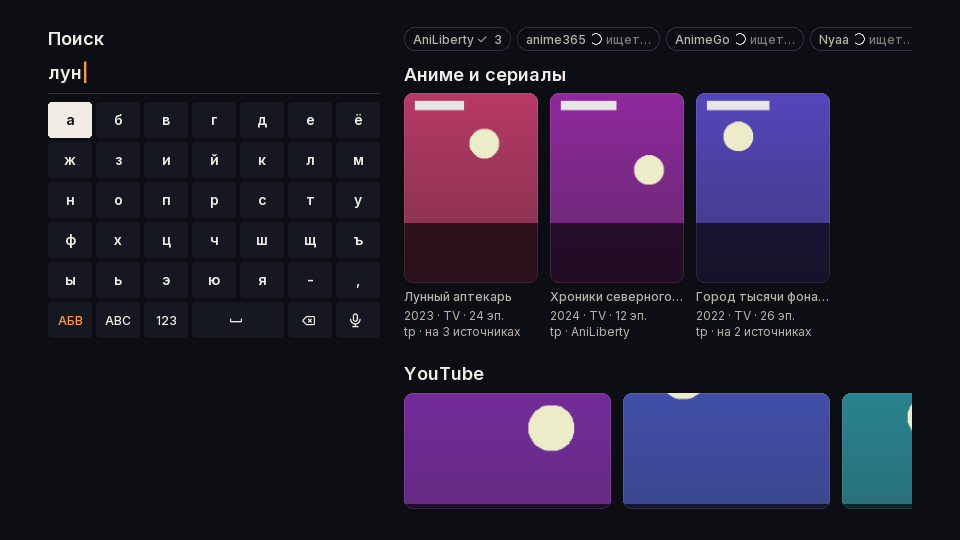 Поиск
лун
а б в г д е ё
ж з и й к л м
н о п р с т у
ф х ц ч ш щ ъ
ы ь э ю я - ,
АБВ ABC 123
AniLiberty ✓ 3 anime365 ищет… AnimeGo ищет… Nyaa ищет…
Аниме и сериалы
Лунный аптекарь
2023 · TV · 24 эп.
tp · на 3 источниках
Хроники северного…
2024 · TV · 12 эп.
tp · AniLiberty
Город тысячи фона…
2022 · TV · 26 эп.
tp · на 2 источниках
YouTube